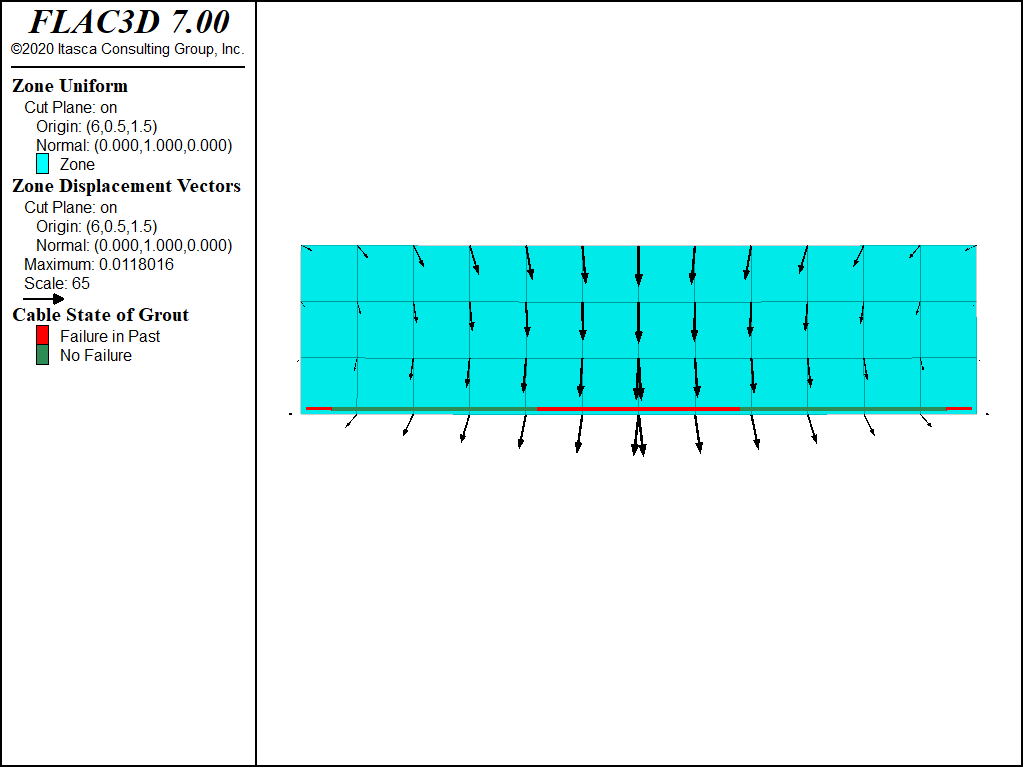 FLAC3D 7.00
©2020 Itasca Consulting Group, Inc.
Zone Uniform
Cut Plane: on
Origin: (6,0.5,1.5)
Normal: (0.000,1.000,0.000)
Zone
Zone Displacement Vectors
Cut Plane: on
Origin: (6,0.5,1.5)
Normal: (0.000,1.000,0.000)
Maximum: 0.0118016
Scale: 65
Cable State of Grout
Failure in Past
No Failure